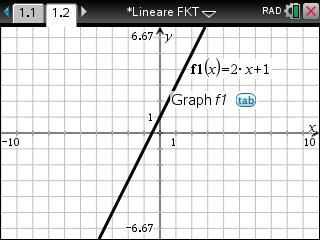 1.1 1.2 *Lineare FKT RAD
6.67 y
f1(x)=2·x+1
Graph f1 tab
1
x
-10 1 10
-6.67